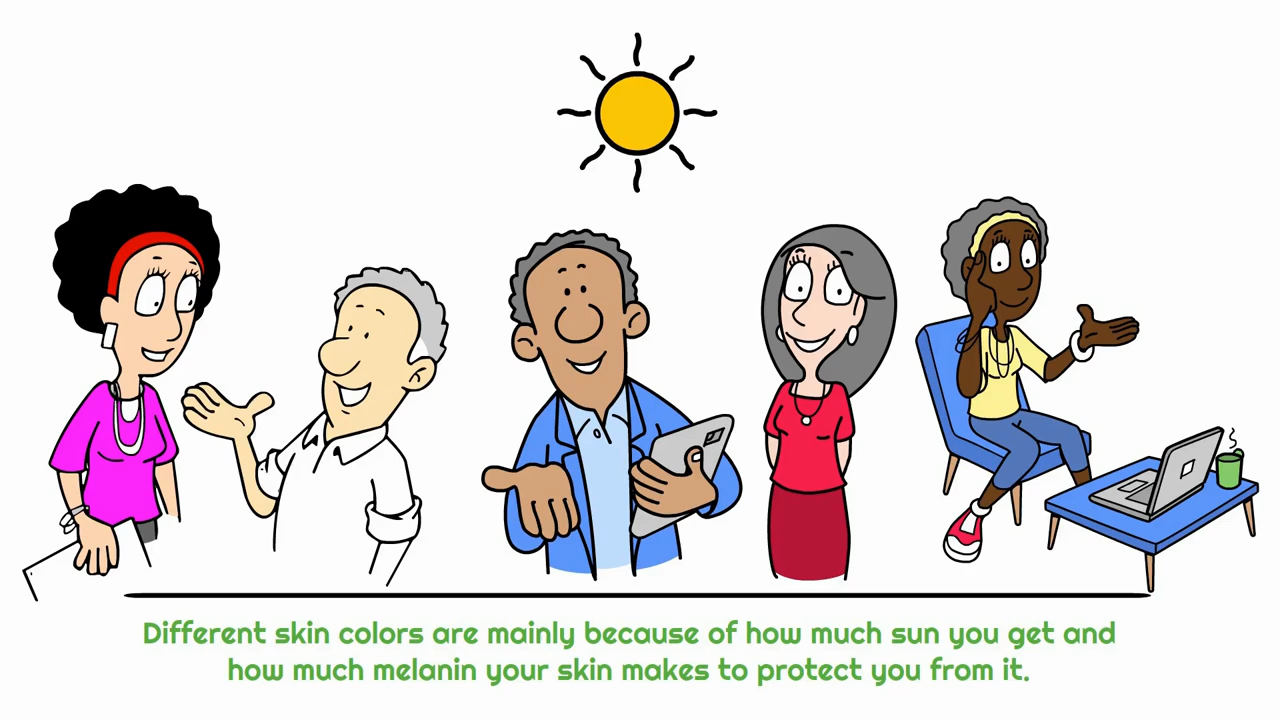 Different skin colors are mainly because of how much sun you get and
how much melanin your skin makes to protect you from it.